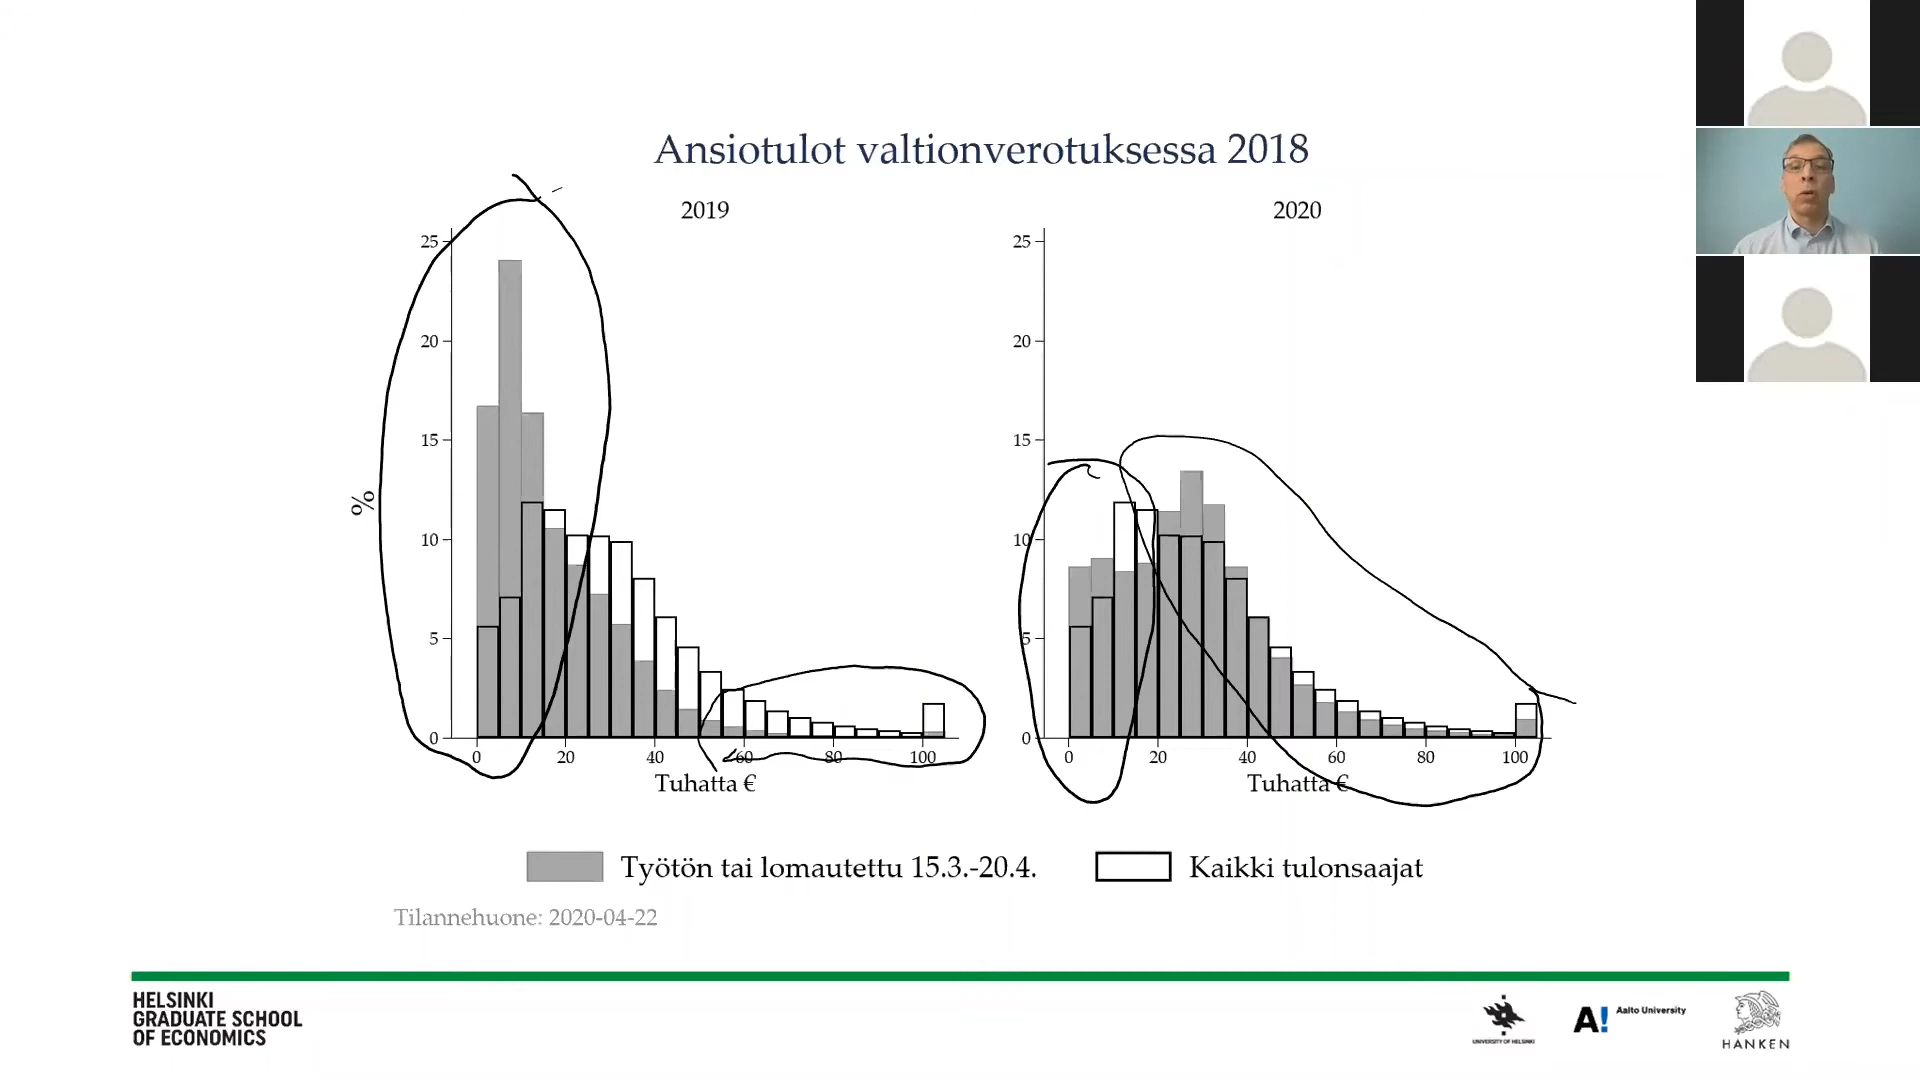 Ansiotulot valtionverotuksessa 2018
2019
2020
25
20
15
10
5
0
%
0 20 40 60 80 100
Tuhatta €
25
20
15
10
5
0
0 20 40 60 80 100
Tuhatta €
Työtön tai lomautettu 15.3.-20.4.
Kaikki tulonsaajat
Tilannehuone: 2020-04-22
HELSINKI
GRADUATE SCHOOL
OF ECONOMICS
UNIVERSITY OF HELSINKI
A!
Aalto University
HANKEN